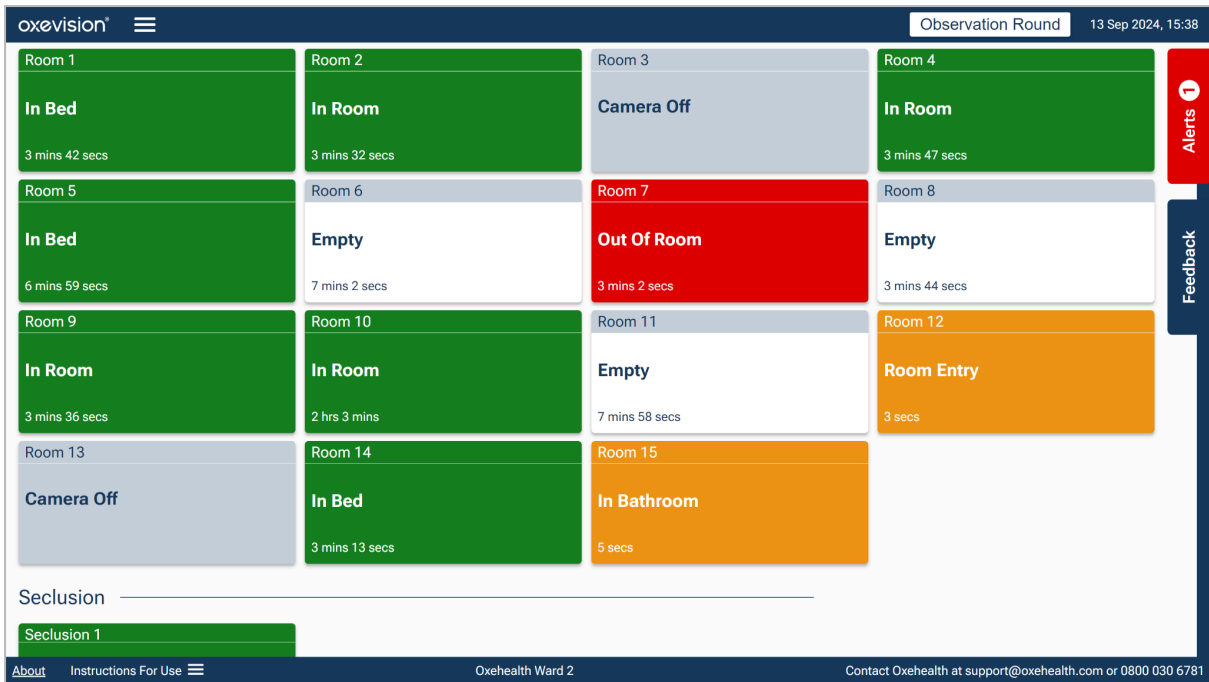 oxevision®
Observation Round
13 Sep 2024, 15:38
Room 1
In Bed
3 mins 42 secs
Room 2
In Room
3 mins 32 secs
Room 3
Camera Off
Room 4
In Room
3 mins 47 secs
Alerts 1
Room 5
In Bed
6 mins 59 secs
Room 6
Empty
7 mins 2 secs
Room 7
Out Of Room
3 mins 2 secs
Room 8
Empty
3 mins 44 secs
Feedback
Room 9
In Room
3 mins 36 secs
Room 10
In Room
2 hrs 3 mins
Room 11
Empty
7 mins 58 secs
Room 12
Room Entry
3 secs
Room 13
Camera Off
Room 14
In Bed
3 mins 13 secs
Room 15
In Bathroom
5 secs
Seclusion
Seclusion 1
About
Instructions For Use
Oxehealth Ward 2
Contact Oxehealth at support@oxehealth.com or 0800 030 6781